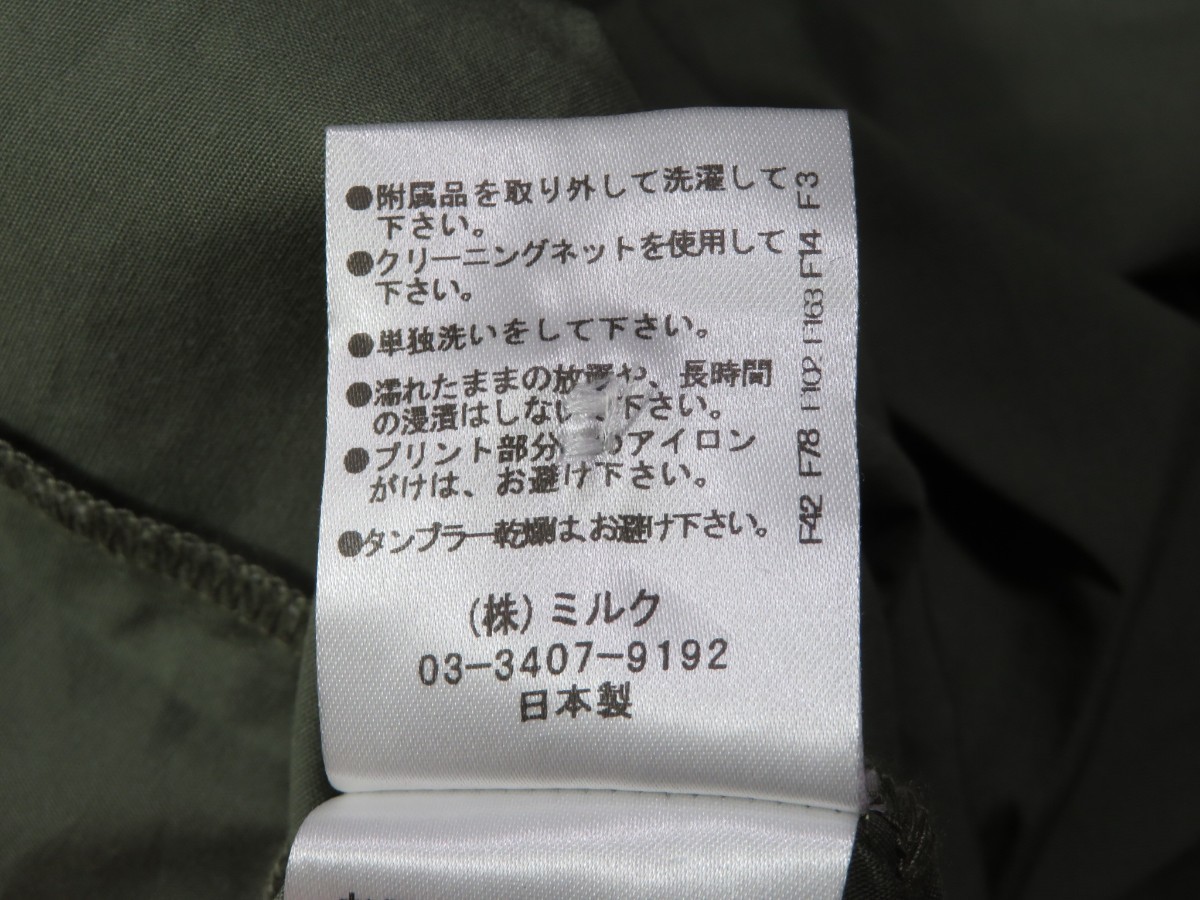 ●附属品を取り外して洗濯して
下さい。
●クリーニングネットを使用して
下さい。
●単独洗いをして下さい。
●濡れたままの放置や、長時間
の浸漬はしない 下さい。
●プリント部分 のアイロン
がけは、お避け下さい。
●タンブラー乾燥は、お避け下さい。
(株)ミルク
03-3407-9192
日本製
F42 F78 F102 F163 F14 F3